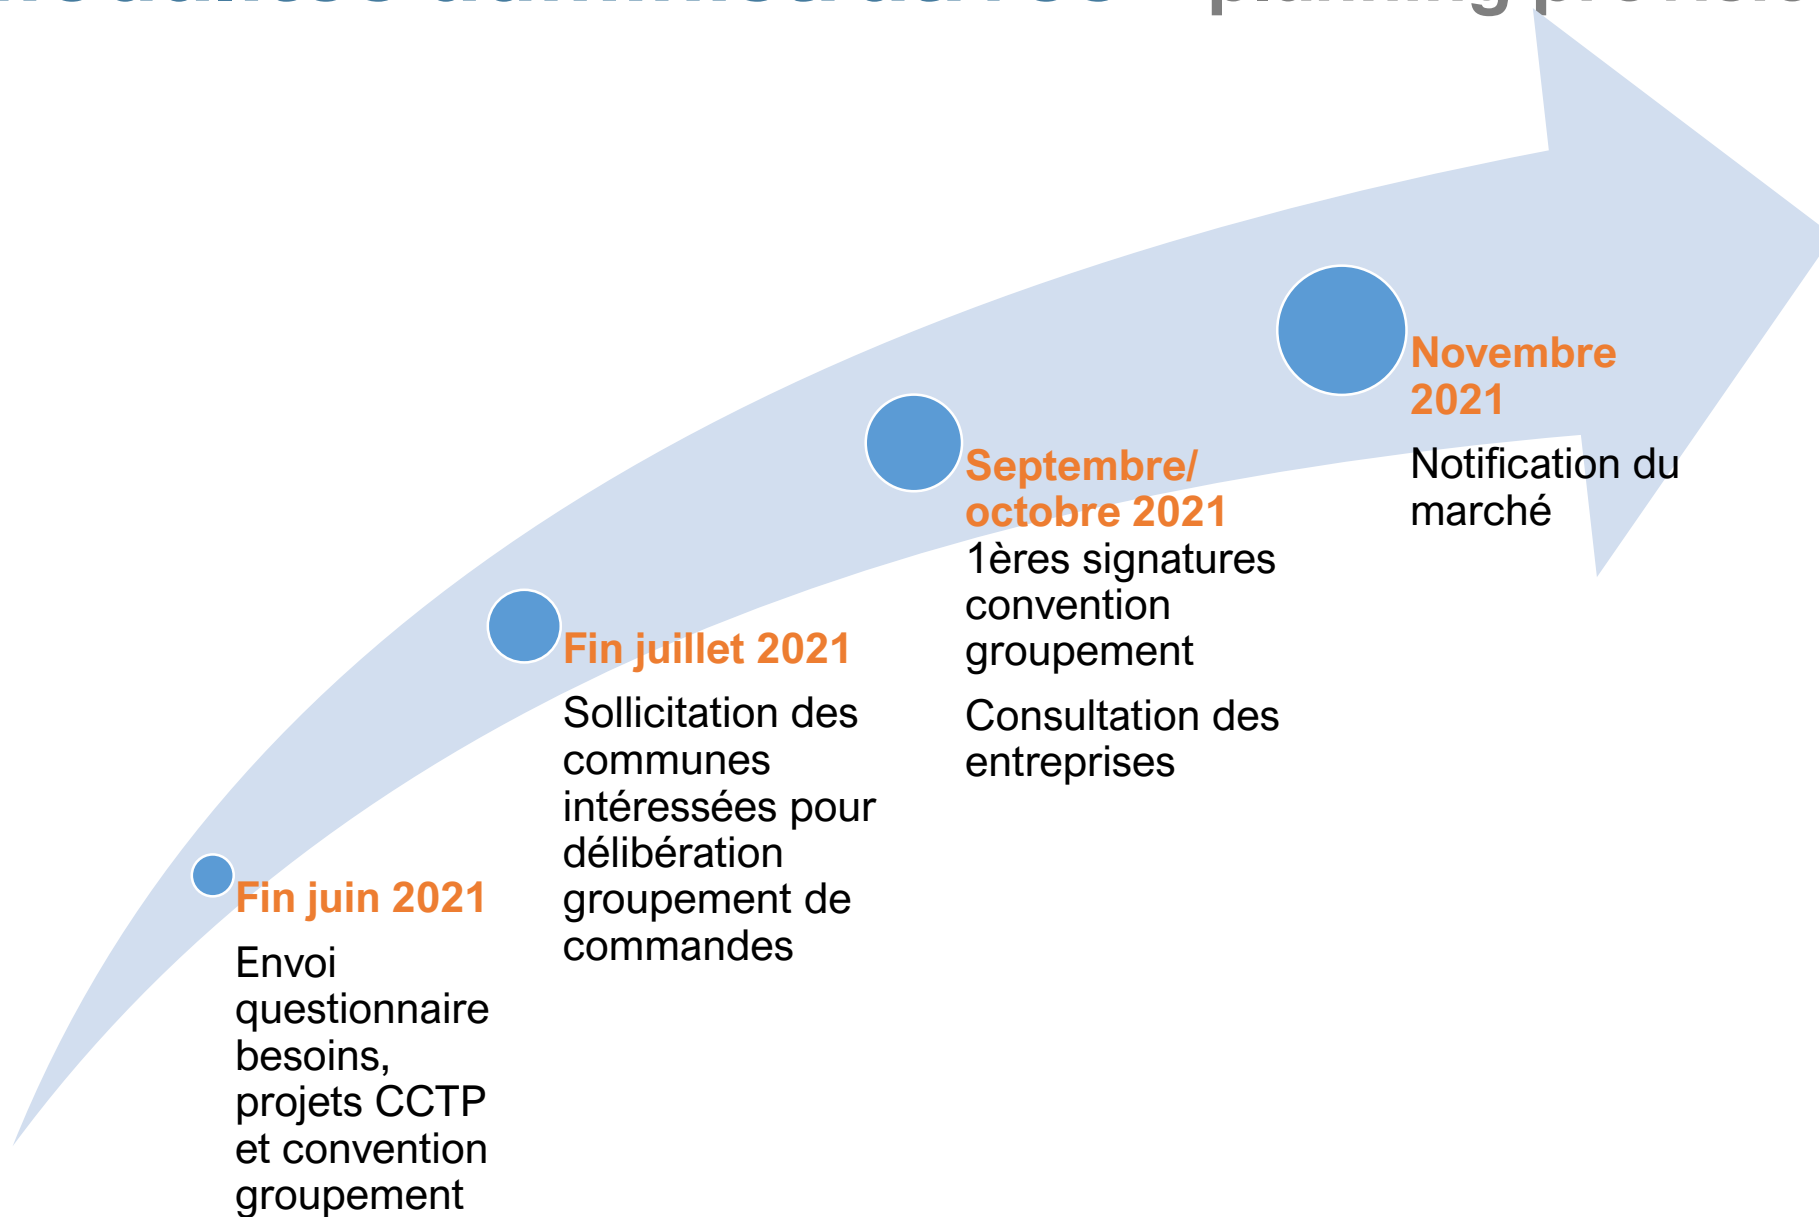 Fin juin 2021
Envoi
questionnaire
besoins,
projets CCTP
et convention
groupement
Fin juillet 2021
Sollicitation des
communes
intéressées pour
délibération
groupement de
commandes
Septembre/
octobre 2021
1ères signatures
convention
groupement
Consultation des
entreprises
Novembre
2021
Notification du
marché